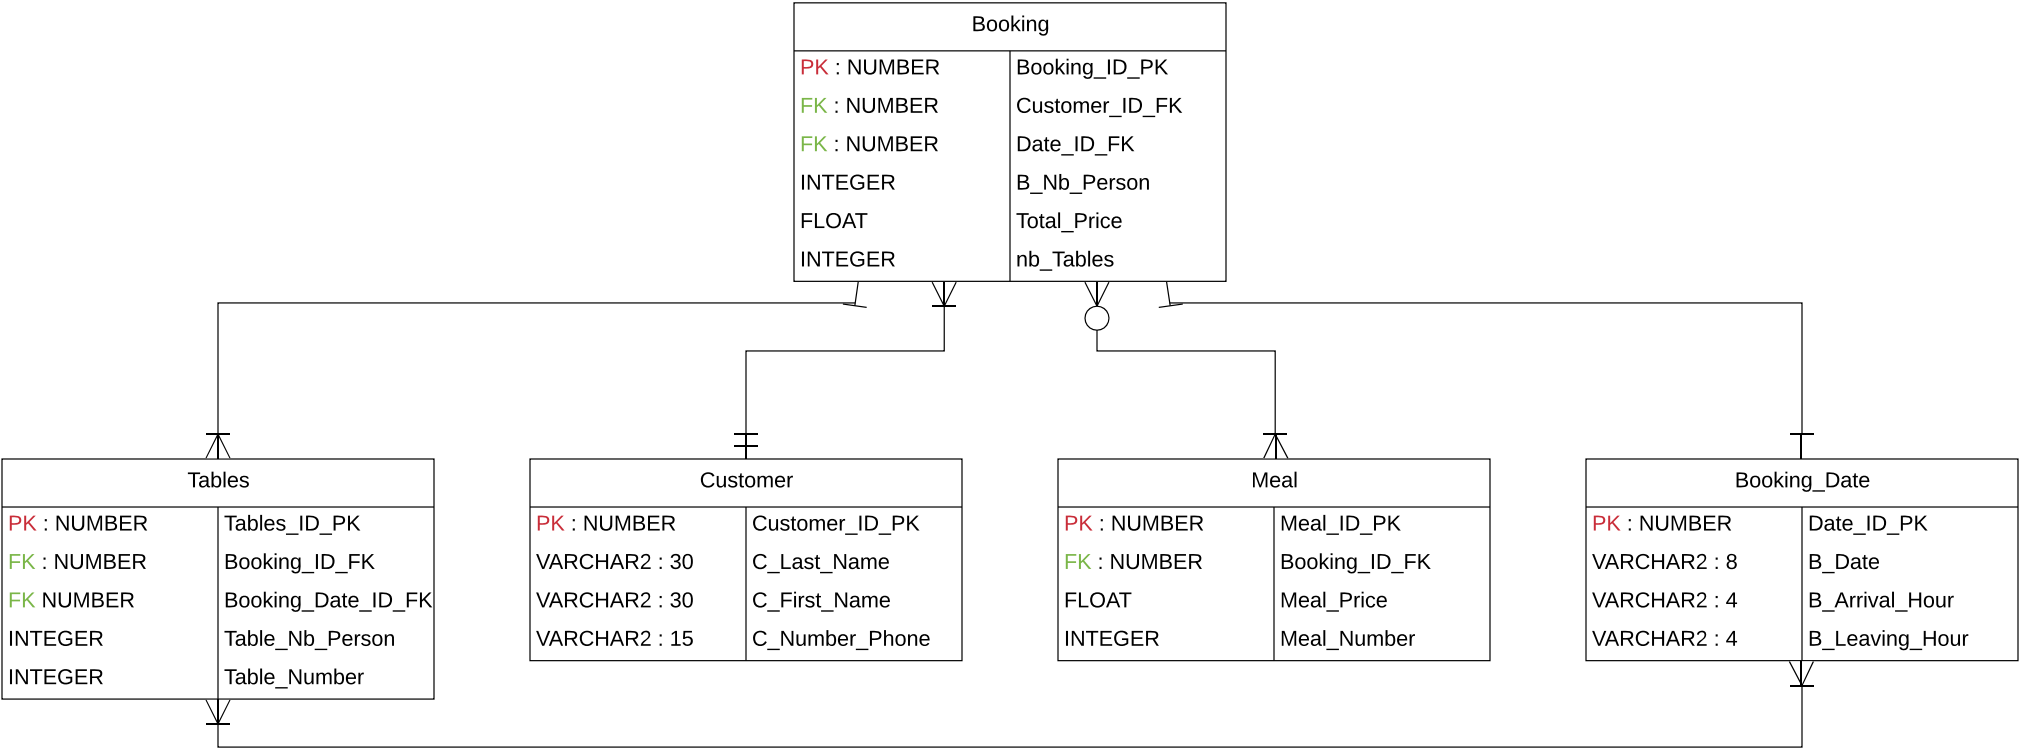 Booking
PK : NUMBER Booking_ID_PK
FK : NUMBER Customer_ID_FK
FK : NUMBER Date_ID_FK
INTEGER B_Nb_Person
FLOAT Total_Price
INTEGER nb_Tables
Tables
PK : NUMBER Tables_ID_PK
FK : NUMBER Booking_ID_FK
FK NUMBER Booking_Date_ID_FK
INTEGER Table_Nb_Person
INTEGER Table_Number
Customer
PK : NUMBER Customer_ID_PK
VARCHAR2 : 30 C_Last_Name
VARCHAR2 : 30 C_First_Name
VARCHAR2 : 15 C_Number_Phone
Meal
PK : NUMBER Meal_ID_PK
FK : NUMBER Booking_ID_FK
FLOAT Meal_Price
INTEGER Meal_Number
Booking_Date
PK : NUMBER Date_ID_PK
VARCHAR2 : 8 B_Date
VARCHAR2 : 4 B_Arrival_Hour
VARCHAR2 : 4 B_Leaving_Hour